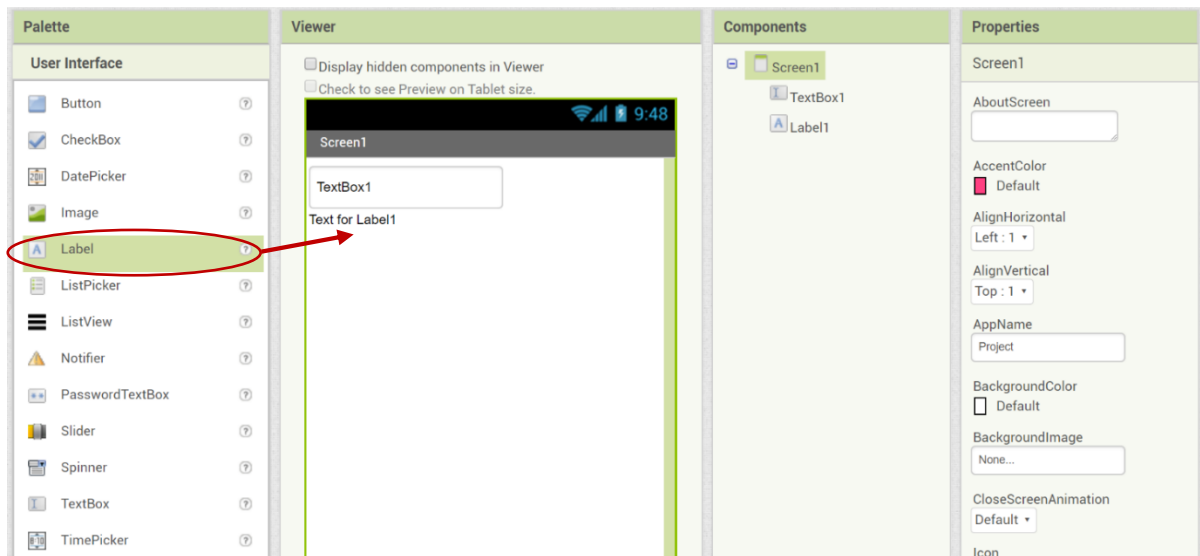 Palette
User Interface
Button
CheckBox
DatePicker
Image
Label
ListPicker
ListView
Notifier
PasswordTextBox
Slider
Spinner
TextBox
TimePicker
Viewer
Display hidden components in Viewer
Check to see Preview on Tablet size.
9:48
Screen1
TextBox1
Text for Label1
Components
Screen1
TextBox1
Label1
Properties
Screen1
AboutScreen
AccentColor
Default
AlignHorizontal
Left : 1
AlignVertical
Top : 1
AppName
Project
BackgroundColor
Default
BackgroundImage
None...
CloseScreenAnimation
Default
Icon